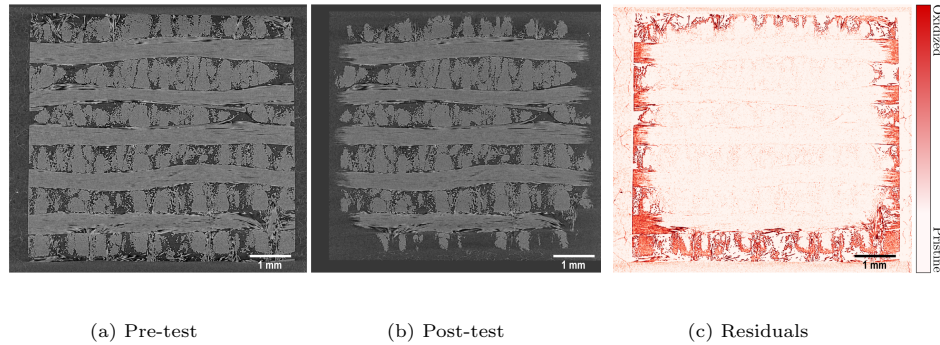 1 mm
1 mm
1 mm
Oxidized
Pristine
(a) Pre-test
(b) Post-test
(c) Residuals